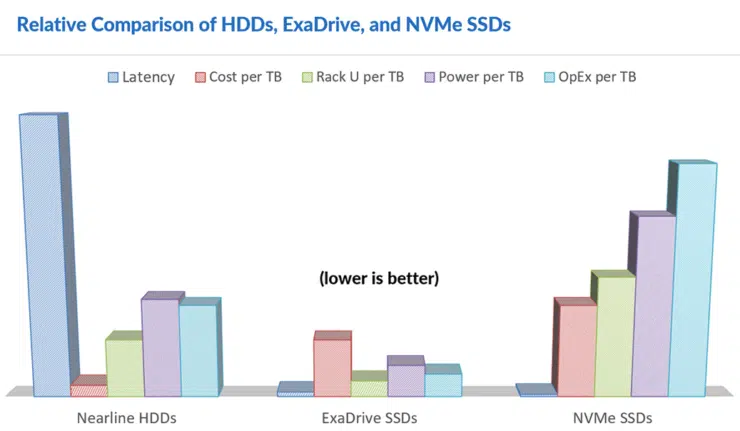 Relative Comparison of HDDs, ExaDrive, and NVMe SSDs
Latency Cost per TB Rack U per TB Power per TB OpEx per TB
(lower is better)
Nearline HDDs ExaDrive SSDs NVMe SSDs